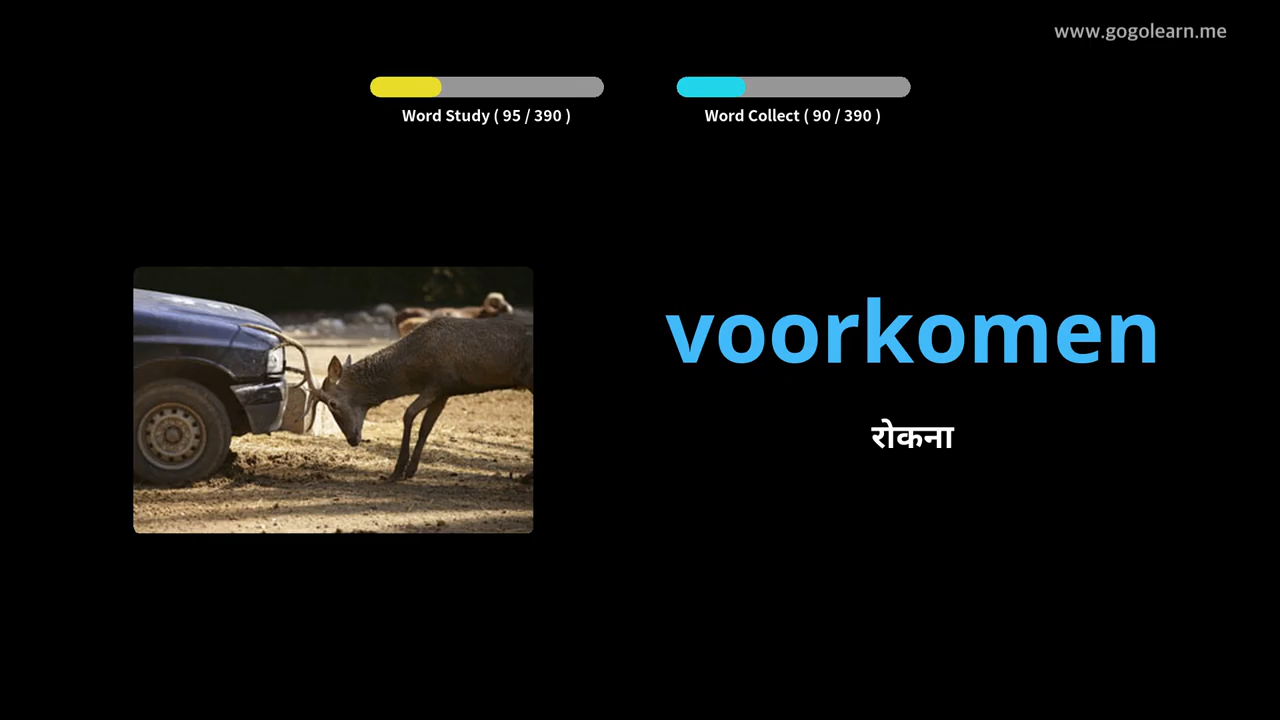 www.gogolearn.me
Word Study ( 95 / 390 )
Word Collect ( 90 / 390 )
voorkomen
रोकना